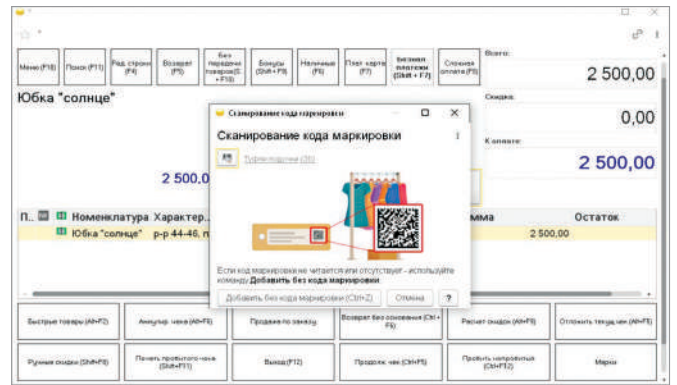 Меню (F10)
Поиск (F11)
Ред. строки (F4)
Возврат (F5)
Без передачи товаров(S. +F10)
Бонусы (Shift + F9)
Наличные (F6)
Плат. карта (F7)
Безнал. платежи (Shift + F7)
Сложная оплата (F8)
Всего:
2 500,00
Юбка "солнце"
Скидка:
0,00
К оплате:
2 500,00
2 500,0
Сканирование кода маркировки
Сканирование кода маркировки
П.. Номенклатура Характер.. мма Остаток
Юбка "солнце" р-р 44-46, 2 500,00
Если код маркировки не читается или отсутствует - используйте
команду Добавить без кода маркировки.
Добавить без кода маркировки (Ctrl+Z) Отмена ?
Быстрые товары (Alt+F2)
Аннулир. чека (Alt+F8)
Продажа по заказу
Возврат без основания (Ctrl + F5)
Расчет скидок (Alt+F9)
Отложить текущ.чек (Alt+F5)
Ручные скидки (Shift+F8)
Печать пробитого чека (Shift+F11)
Выход (F12)
Продолж. чек (Ctrl+F5)
Пробить непробитые (Ctrl+F12)
Марки